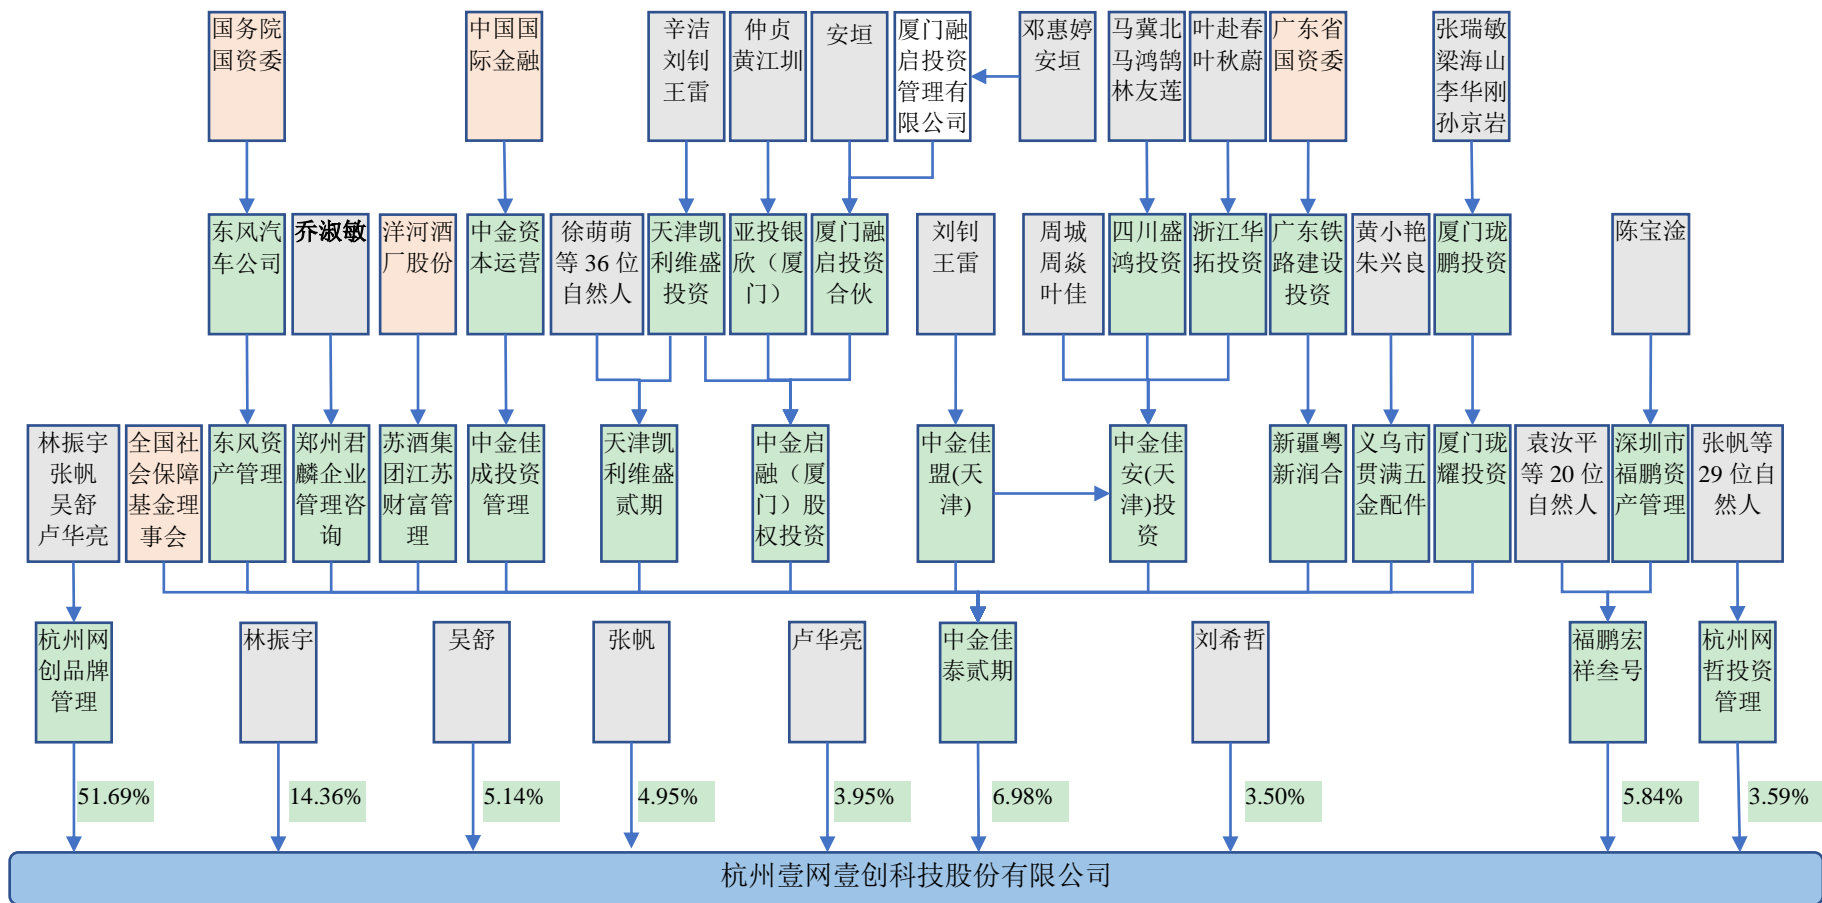 国务院
国资委
中国国
际金融
辛洁
刘钊
王雷
仲贞
黄江圳
安垣
厦门融
启投资
管理有
限公司
邓惠婷
安垣
马冀北
马鸿鹄
林友莲
叶赴春
叶秋蔚
广东省
国资委
张瑞敏
梁海山
李华刚
孙京岩
东风汽
车公司
乔淑敏
洋河酒
厂股份
中金资
本运营
徐萌萌
等 36 位
自然人
天津凯
利维盛
投资
亚投银
欣（厦
门）
厦门融
启投资
合伙
刘钊
王雷
周城
周焱
叶佳
四川盛
鸿投资
浙江华
拓投资
广东铁
路建设
投资
黄小艳
朱兴良
厦门珑
鹏投资
陈宝淦
林振宇
张帆
吴舒
卢华亮
全国社
会保障
基金理
事会
东风资
产管理
郑州君
麟企业
管理咨
询
苏酒集
团江苏
财富管
理
中金佳
成投资
管理
天津凯
利维盛
贰期
中金启
融（厦
门）股
权投资
中金佳
盟(天
津)
中金佳
安(天
津)投
资
新疆粤
新润合
义乌市
贯满五
金配件
厦门珑
耀投资
袁汝平
等 20 位
自然人
深圳市
福鹏资
产管理
张帆等
29 位自
然人
杭州网
创品牌
管理
林振宇
吴舒
张帆
卢华亮
中金佳
泰贰期
刘希哲
福鹏宏
祥叁号
杭州网
哲投资
管理
51.69%
14.36%
5.14%
4.95%
3.95%
6.98%
3.50%
5.84%
3.59%
杭州壹网壹创科技股份有限公司